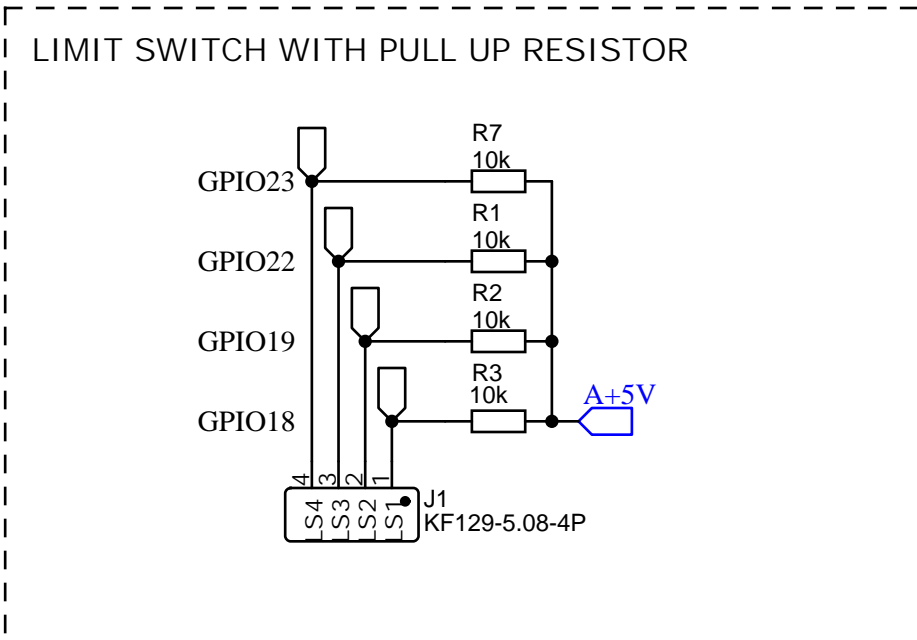 LIMIT SWITCH WITH PULL UP RESISTOR
R7
10k
GPIO23
R1
10k
GPIO22
R2
10k
GPIO19
R3
10k
A+5V
GPIO18
4 3 2 1
LS4
LS3
LS2
LS1
J1
KF129-5.08-4P